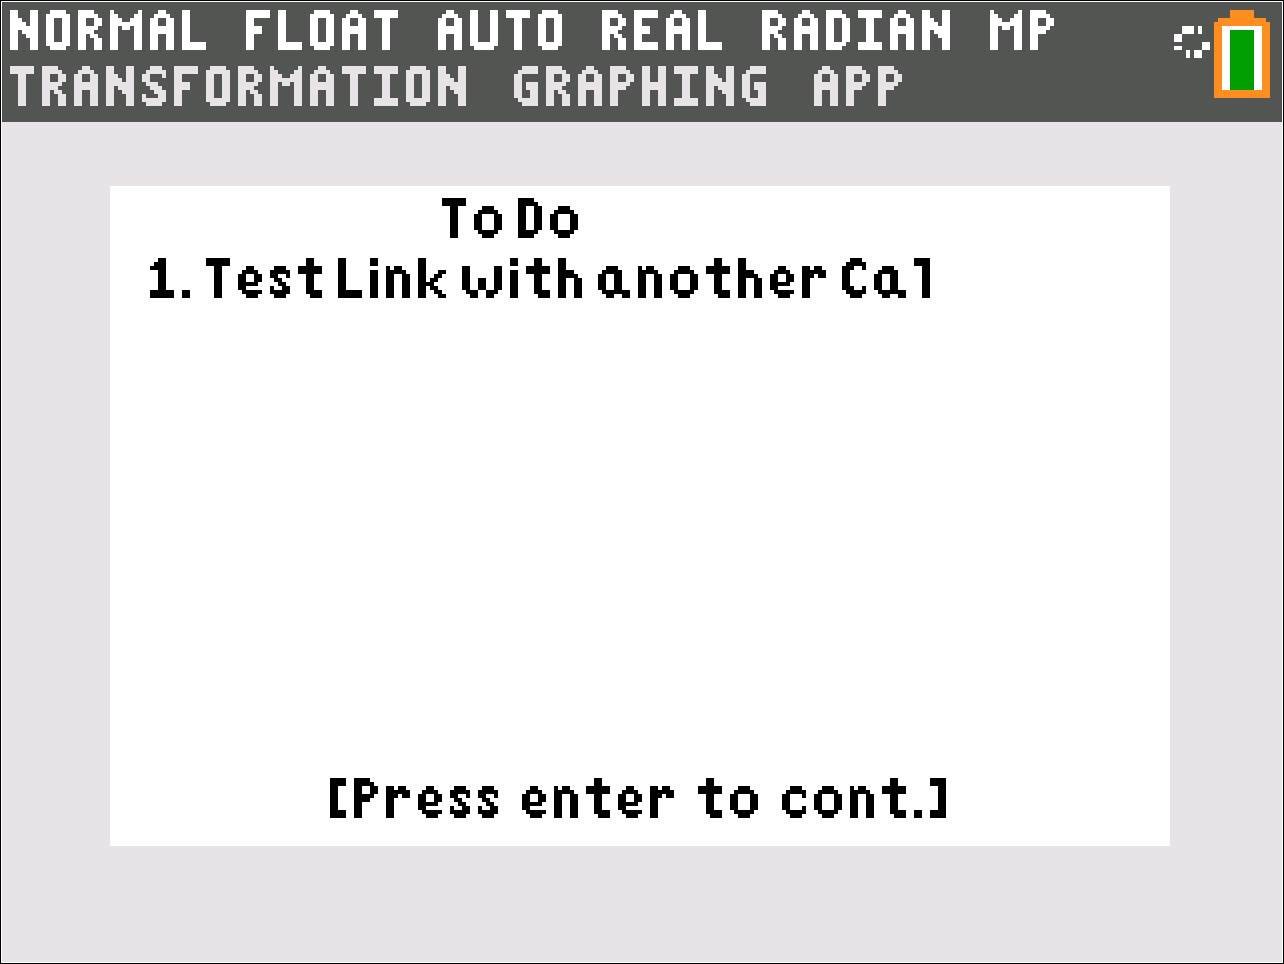 NORMAL FLOAT AUTO REAL RADIAN MP
TRANSFORMATION GRAPHING APP
To Do
1. Test Link with another Cal
[Press enter to cont.]